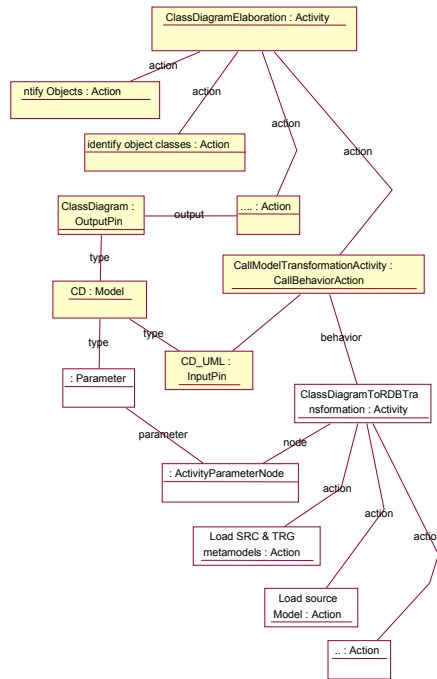 ClassDiagramElaboration : Activity
action
action
ntify Objects : Action
action
identify object classes : Action
action
ClassDiagram :
OutputPin
output
.... : Action
type
CallModelTransformationActivity :
CallBehaviorAction
CD : Model
type
type
behavior
CD_UML :
InputPin
: Parameter
ClassDiagramToRDBTra
nsformation : Activity
parameter
node
: ActivityParameterNode
action
action
action
Load SRC & TRG
metamodels : Action
Load source
Model : Action
.. : Action